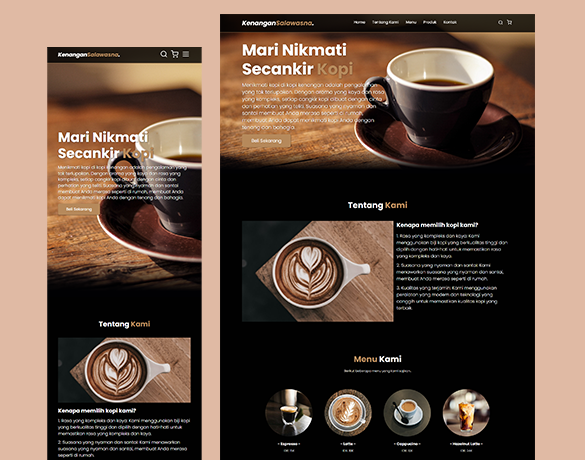 KenanganSalawasna.
Mari Nikmati
Secankir Kopi
Menikmati kopi di kopi kenangan adalah pengalaman
yang tak terlupakan. Dengan aroma yang kaya dan rasa
yang kompleks, setiap cangkir kopi dibuat dengan cinta dan
perhatian yang teliti. Suasana yang nyaman dan santai
membuat Anda merasa seperti di rumah, membuat Anda
dapat menikmati kopi Anda dengan tenang dan bahagia.
Beli Sekarang
Tentang Kami
Kenapa memilih kopi kami?
1. Rasa yang kompleks dan kaya: Kami menggunakan biji kopi
yang berkualitas tinggi dan dipilih dengan hati-hati untuk
memastikan rasa yang kompleks dan kaya.
2. Suasana yang nyaman dan santai: Kami menawarkan
suasana yang nyaman dan santai, membuat Anda merasa
seperti di rumah.
KenanganSalawasna.
Home Tentang Kami Menu Produk Kontak
Mari Nikmati
Secankir Kopi
Menikmati kopi di kopi kenangan adalah pengalaman
yang tak terlupakan. Dengan aroma yang kaya dan rasa
yang kompleks, setiap cangkir kopi dibuat dengan cinta
dan perhatian yang teliti. Suasana yang nyaman dan
santai membuat Anda merasa seperti di rumah,
membuat Anda dapat menikmati kopi Anda dengan
tenang dan bahagia.
Beli Sekarang
Tentang Kami
Kenapa memilih kopi kami?
1. Rasa yang kompleks dan kaya: Kami
menggunakan biji kopi yang berkualitas tinggi dan
dipilih dengan hati-hati untuk memastikan rasa
yang kompleks dan kaya.
2. Suasana yang nyaman dan santai: Kami
menawarkan suasana yang nyaman dan santai,
membuat Anda merasa seperti di rumah.
3. Kualitas yang terjamin: Kami menggunakan
peralatan yang modern dan teknologi yang
canggih untuk memastikan kualitas kopi yang
terbaik.
Menu Kami
Berikut beberapa menu yang kami sajikan.
- Espresso -
- Latte -
- Cappucino -
- Hazelnut Latte -